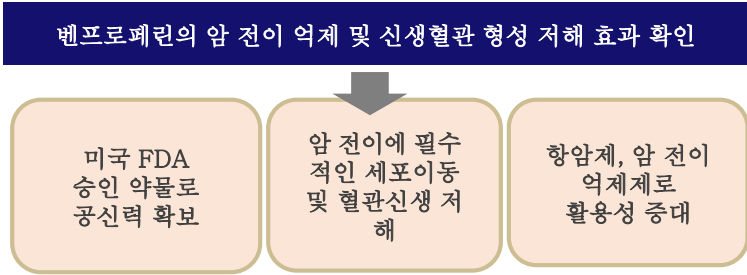 벤프로페린의 암 전이 억제 및 신생혈관 형성 저해 효과 확인
미국 FDA
승인 약물로
공신력 확보
암 전이에 필수
적인 세포이동
및 혈관신생 저
해
항암제, 암 전이
억제제로
활용성 증대